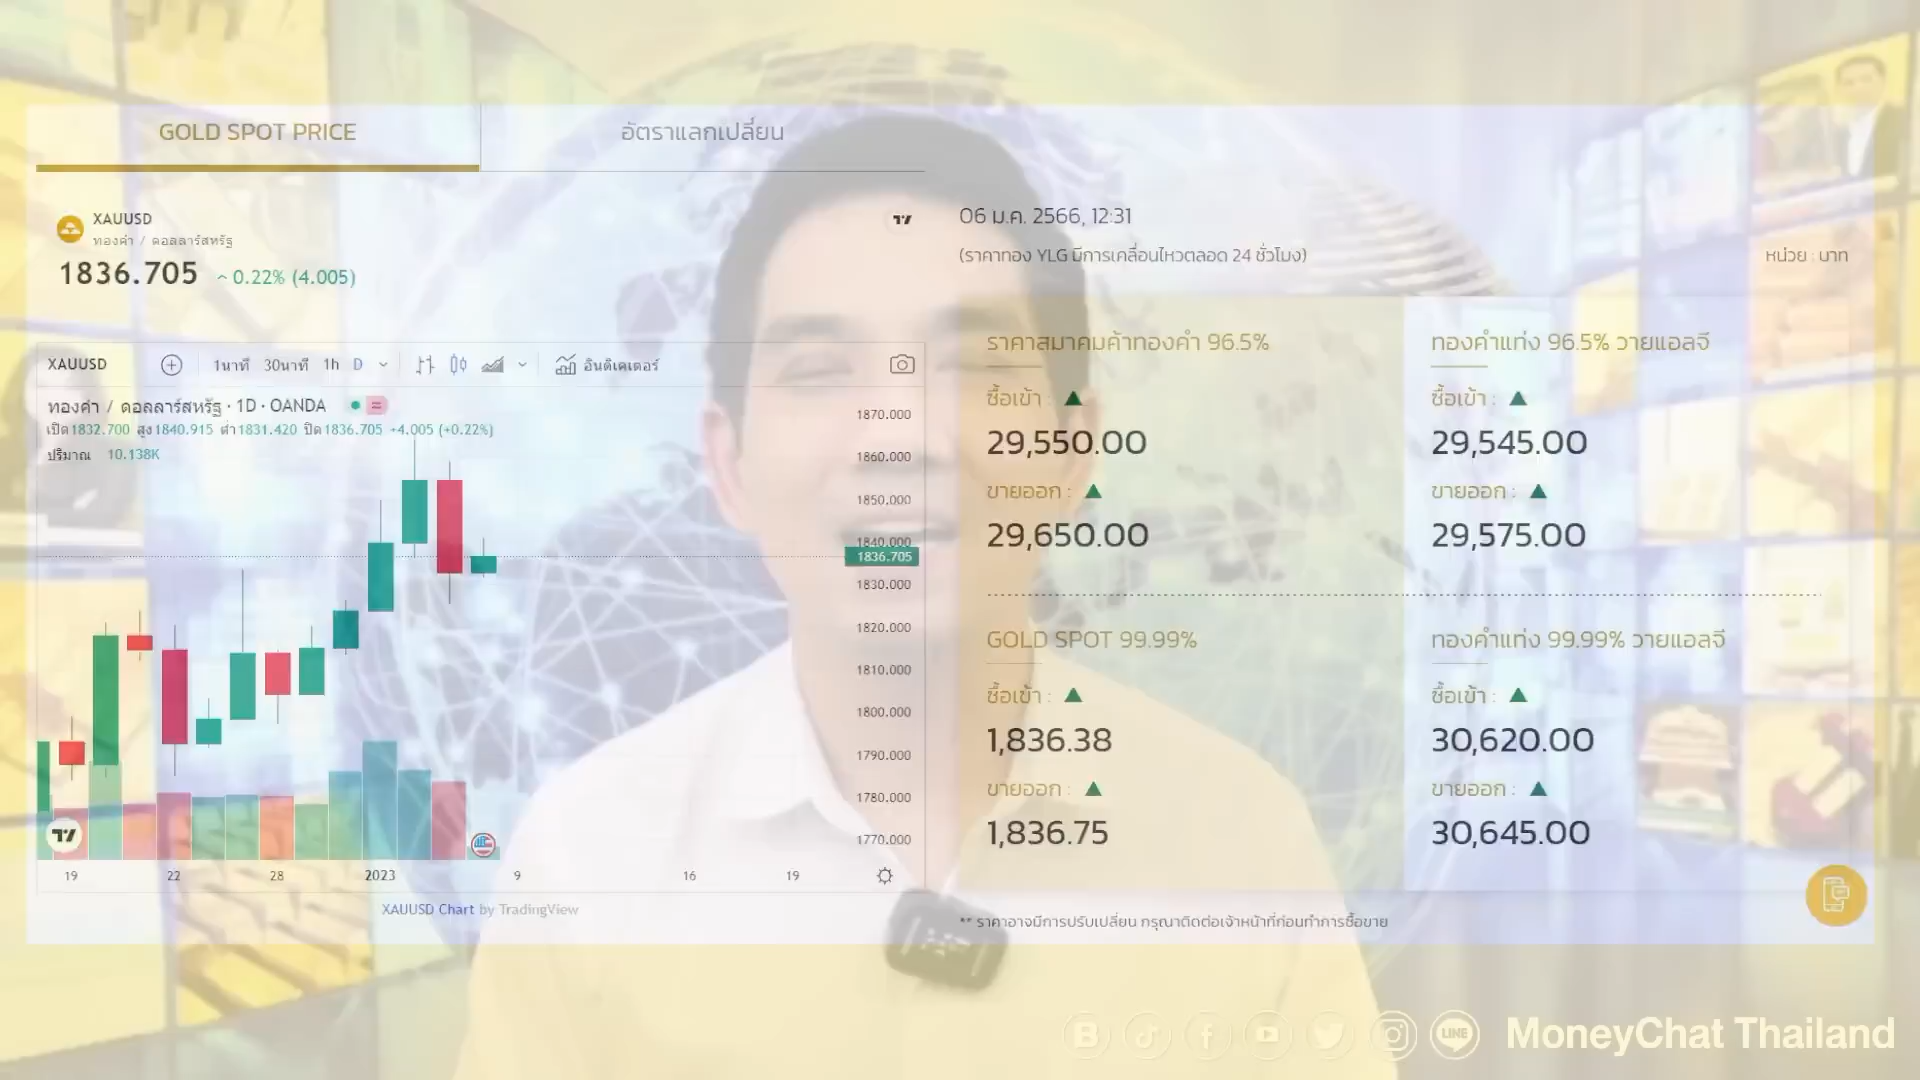 GOLD SPOT PRICE
อัตราแลกเปลี่ยน
XAUUSD
ทองคำ / ดอลลาร์สหรัฐ
1836.705 0.22% (4.005)
XAUUSD 1นาที 30นาที 1h D อินดิเคเตอร์
ทองคำ / ดอลลาร์สหรัฐ · 1D · OANDA
เปิด1832.700 สูง1840.915 ต่ำ1831.420 ปิด1836.705 +4.005 (+0.22%)
ปริมาณ 10.138K
1870.000
1860.000
1850.000
1840.000
1836.705
1830.000
1820.000
1810.000
1800.000
1790.000
1780.000
1770.000
19 22 28 2023 9 16 19
XAUUSD Chart by TradingView
06 ม.ค. 2566, 12:31
(ราคาทอง YLG มีการเคลื่อนไหวตลอด 24 ชั่วโมง)
หน่วย : บาท
ราคาสมาคมค้าทองคำ 96.5%
ซื้อเข้า :
29,550.00
ขายออก :
29,650.00
ทองคำแท่ง 96.5% วายแอลจี
ซื้อเข้า :
29,545.00
ขายออก :
29,575.00
GOLD SPOT 99.99%
ซื้อเข้า :
1,836.38
ขายออก :
1,836.75
ทองคำแท่ง 99.99% วายแอลจี
ซื้อเข้า :
30,620.00
ขายออก :
30,645.00
** ราคาอาจมีการปรับเปลี่ยน กรุณาติดต่อเจ้าหน้าที่ก่อนทำการซื้อขาย
LINE
MoneyChat Thailand